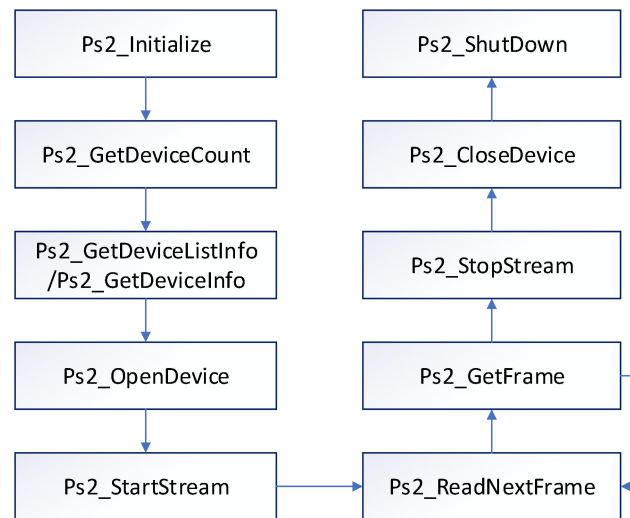 Ps2_Initialize
Ps2_GetDeviceCount
Ps2_GetDeviceListInfo
/Ps2_GetDeviceInfo
Ps2_OpenDevice
Ps2_StartStream
Ps2_ReadNextFrame
Ps2_GetFrame
Ps2_StopStream
Ps2_CloseDevice
Ps2_ShutDown